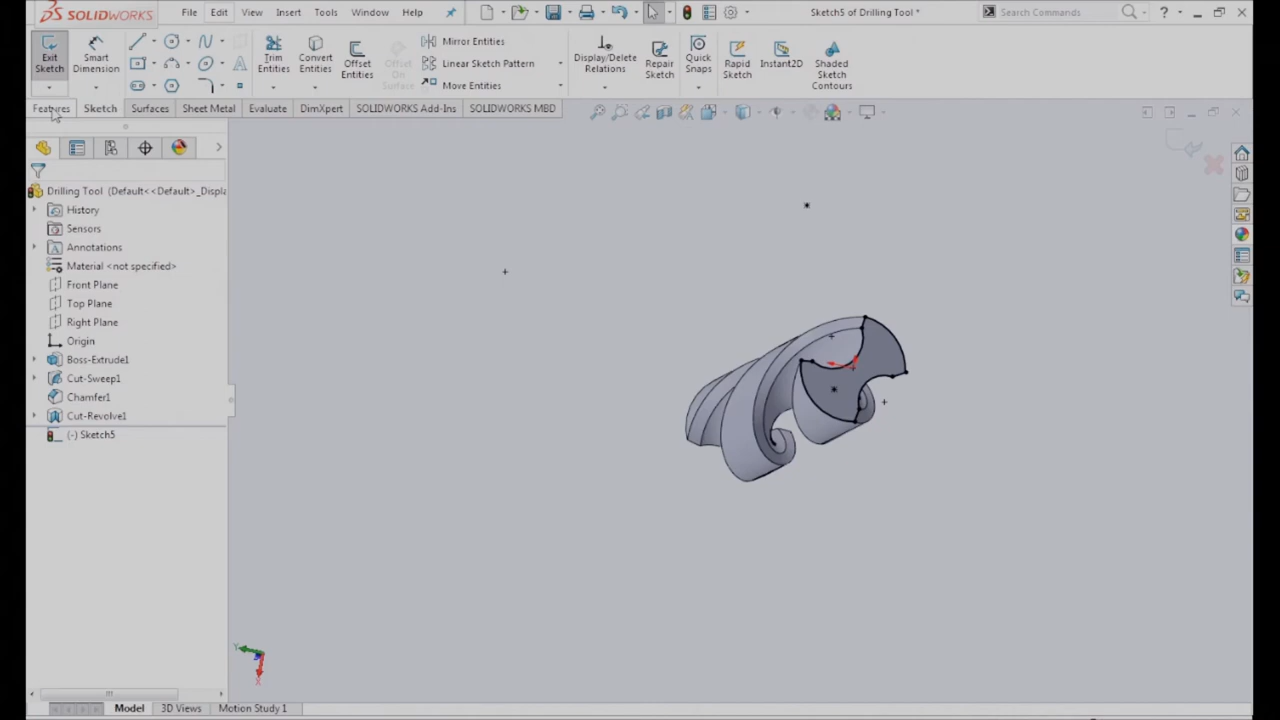 SOLIDWORKS
File
Edit
View
Insert
Tools
Window
Help
Sketch5 of Drilling Tool *
Search Commands
Exit Sketch
Smart Dimension
Trim Entities
Convert Entities
Offset Entities
Offset On Surface
Mirror Entities
Linear Sketch Pattern
Move Entities
Display/Delete Relations
Repair Sketch
Quick Snaps
Rapid Sketch
Instant2D
Shaded Sketch Contours
Features
Sketch
Surfaces
Sheet Metal
Evaluate
DimXpert
SOLIDWORKS Add-Ins
SOLIDWORKS MBD
Drilling Tool (Default<<Default>_Displa
History
Sensors
Annotations
Material <not specified>
Front Plane
Top Plane
Right Plane
Origin
Boss-Extrude1
Cut-Sweep1
Chamfer1
Cut-Revolve1
(-) Sketch5
Y
X
Model
3D Views
Motion Study 1